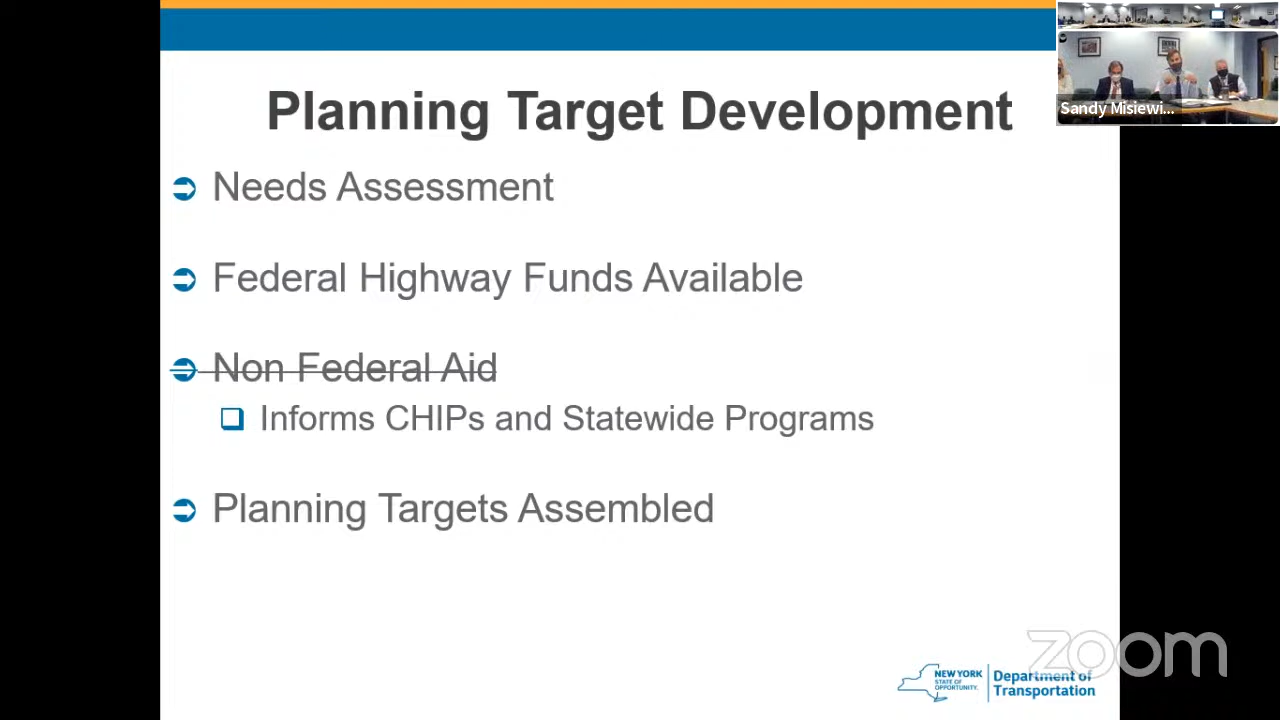 Planning Target Development
Sandy Misiewi...
Needs Assessment
Federal Highway Funds Available
Non Federal Aid
Informs CHIPs and Statewide Programs
Planning Targets Assembled
zoom
NEW YORK
STATE OF
OPPORTUNITY.
Department of
Transportation